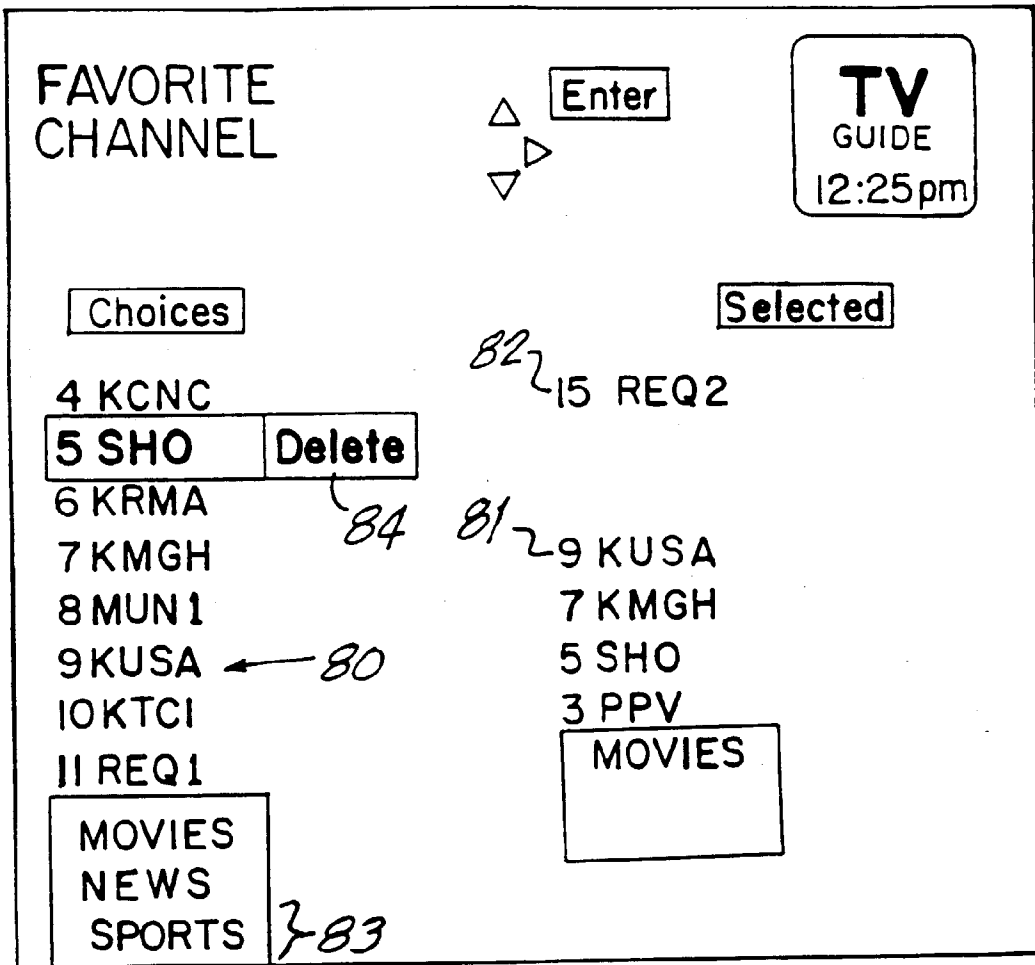 FAVORITE
CHANNEL
Enter
TV
GUIDE
12:25pm
Choices
Selected
4 KCNC
5 SHO Delete
6 KRMA
7 KMGH
8 MUN1
9 KUSA
10 KTCI
11 REQ1
MOVIES
NEWS
SPORTS
83
80
84
82
15 REQ2
81
9 KUSA
7 KMGH
5 SHO
3 PPV
MOVIES